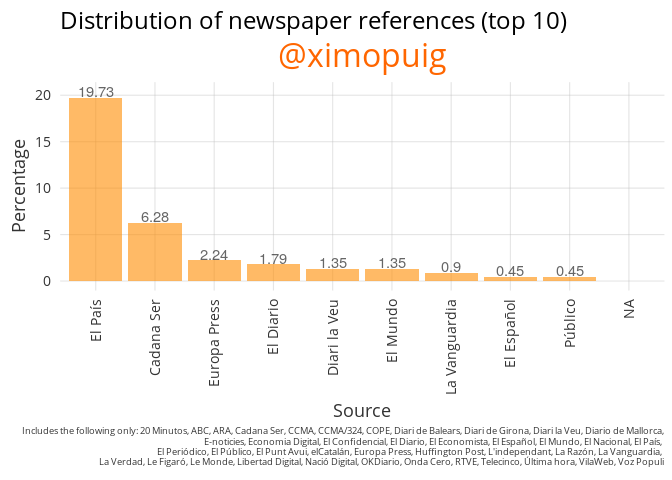 Distribution of newspaper references (top 10)
@ximopuig
Percentage
20
15
10
5
0
19.73
6.28
2.24
1.79
1.35
1.35
0.9
0.45
0.45
El País
Cadana Ser
Europa Press
El Diario
Diari la Veu
El Mundo
La Vanguardia
El Español
Público
NA
Source
Includes the following only: 20 Minutos, ABC, ARA, Cadana Ser, CCMA, CCMA/324, COPE, Diari de Balears, Diari de Girona, Diari la Veu, Diario de Mallorca,
E-noticies, Economia Digital, El Confidencial, El Diario, El Economista, El Español, El Mundo, El Nacional, El País,
El Periódico, El Público, El Punt Avui, elCatalán, Europa Press, Huffington Post, L'independant, La Razón, La Vanguardia,
La Verdad, Le Figaró, Le Monde, Libertad Digital, Nació Digital, OKDiario, Onda Cero, RTVE, Telecinco, Última hora, VilaWeb, Voz Populi